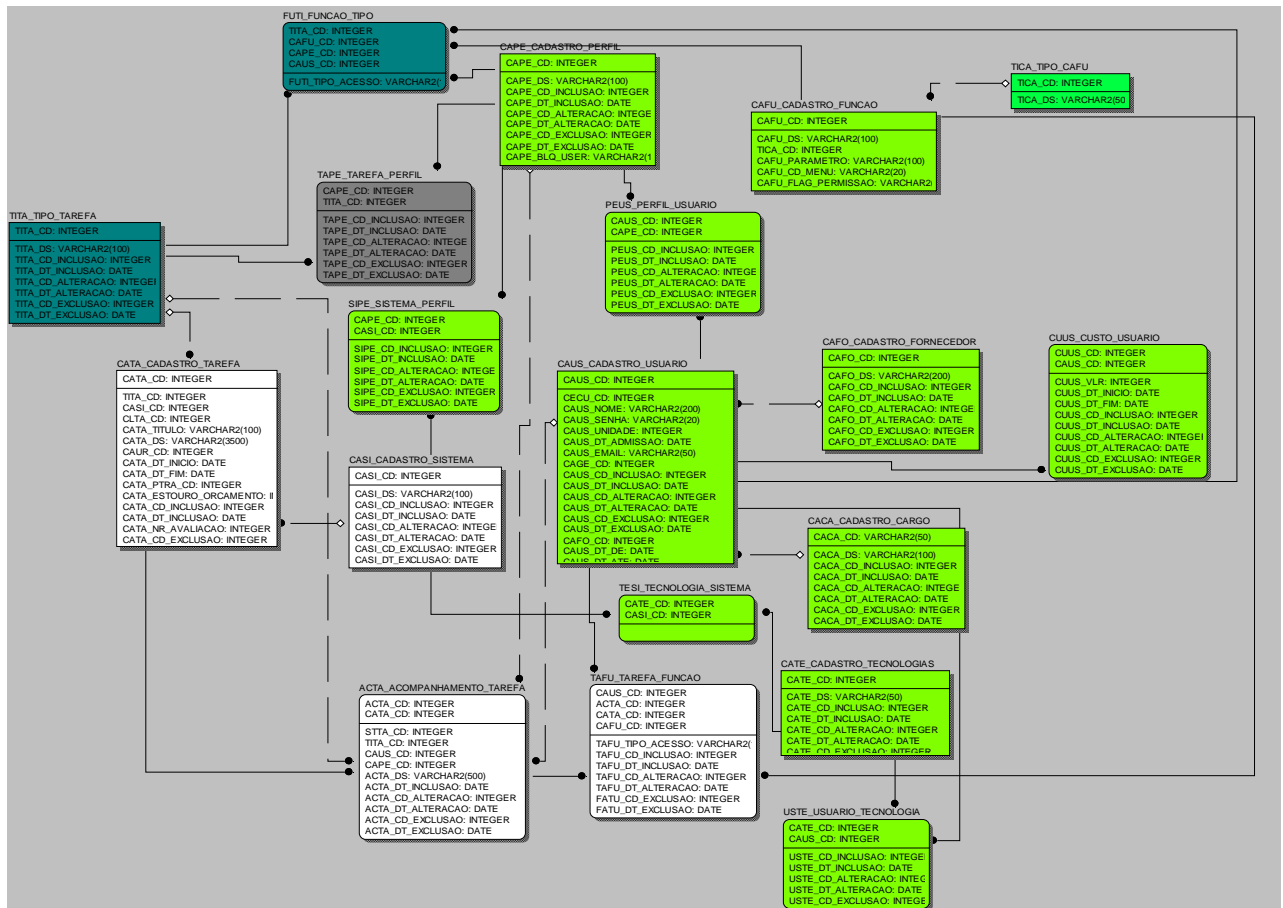 FUTI_FUNCAO_TIPO
TITA_CD: INTEGER
CAFU_CD: INTEGER
CAPE_CD: INTEGER
CAUS_CD: INTEGER
FUTI_TIPO_ACESSO: VARCHAR2(
CAPE_CADASTRO_PERFIL
CAPE_CD: INTEGER
CAPE_DS: VARCHAR2(100)
CAPE_CD_INCLUSAO: INTEGER
CAPE_DT_INCLUSAO: DATE
CAPE_CD_ALTERACAO: INTEGE
CAPE_DT_ALTERACAO: DATE
CAPE_CD_EXCLUSAO: INTEGER
CAPE_DT_EXCLUSAO: DATE
CAPE_BLQ_USER: VARCHAR2(1
TICA_TIPO_CAFU
TICA_CD: INTEGER
TICA_DS: VARCHAR2(50
CAFU_CADASTRO_FUNCAO
CAFU_CD: INTEGER
CAFU_DS: VARCHAR2(100)
TICA_CD: INTEGER
CAFU_PARAMETRO: VARCHAR2(100)
CAFU_CD_MENU: VARCHAR2(20)
CAFU_FLAG_PERMISSAO: VARCHAR2(
TAPE_TAREFA_PERFIL
CAPE_CD: INTEGER
TITA_CD: INTEGER
TAPE_CD_INCLUSAO: INTEGER
TAPE_DT_INCLUSAO: DATE
TAPE_CD_ALTERACAO: INTEGE
TAPE_DT_ALTERACAO: DATE
TAPE_CD_EXCLUSAO: INTEGER
TAPE_DT_EXCLUSAO: DATE
PEUS_PERFIL_USUARIO
CAUS_CD: INTEGER
CAPE_CD: INTEGER
PEUS_CD_INCLUSAO: INTEGER
PEUS_DT_INCLUSAO: DATE
PEUS_CD_ALTERACAO: INTEGE
PEUS_DT_ALTERACAO: DATE
PEUS_CD_EXCLUSAO: INTEGER
PEUS_DT_EXCLUSAO: DATE
TITA_TIPO_TAREFA
TITA_CD: INTEGER
TITA_DS: VARCHAR2(100)
TITA_CD_INCLUSAO: INTEGER
TITA_DT_INCLUSAO: DATE
TITA_CD_ALTERACAO: INTEGEI
TITA_DT_ALTERACAO: DATE
TITA_CD_EXCLUSAO: INTEGER
TITA_DT_EXCLUSAO: DATE
SIPE_SISTEMA_PERFIL
CAPE_CD: INTEGER
CASI_CD: INTEGER
SIPE_CD_INCLUSAO: INTEGER
SIPE_DT_INCLUSAO: DATE
SIPE_CD_ALTERACAO: INTEGE
SIPE_DT_ALTERACAO: DATE
SIPE_CD_EXCLUSAO: INTEGER
SIPE_DT_EXCLUSAO: DATE
CATA_CADASTRO_TAREFA
CATA_CD: INTEGER
TITA_CD: INTEGER
CASI_CD: INTEGER
CLTA_CD: INTEGER
CATA_TITULO: VARCHAR2(100)
CATA_DS: VARCHAR2(3500)
CAUR_CD: INTEGER
CATA_DT_INICIO: DATE
CATA_DT_FIM: DATE
CATA_PTRA_CD: INTEGER
CATA_ESTOURO_ORCAMENTO: II
CATA_CD_INCLUSAO: INTEGER
CATA_DT_INCLUSAO: DATE
CATA_NR_AVALIACAO: INTEGER
CATA_CD_EXCLUSAO: INTEGER
CAUS_CADASTRO_USUARIO
CAUS_CD: INTEGER
CECU_CD: INTEGER
CAUS_NOME: VARCHAR2(200)
CAUS_SENHA: VARCHAR2(20)
CAUS_UNIDADE: INTEGER
CAUS_DT_ADMISSAO: DATE
CAUS_EMAIL: VARCHAR2(50)
CAGE_CD: INTEGER
CAUS_CD_INCLUSAO: INTEGER
CAUS_DT_INCLUSAO: DATE
CAUS_CD_ALTERACAO: INTEGER
CAUS_DT_ALTERACAO: DATE
CAUS_CD_EXCLUSAO: INTEGER
CAUS_DT_EXCLUSAO: DATE
CAFO_CD: INTEGER
CAUS_DT_DE: DATE
CAUS_DT_ATE: DATE
CAFO_CADASTRO_FORNECEDOR
CAFO_CD: INTEGER
CAFO_DS: VARCHAR2(200)
CAFO_CD_INCLUSAO: INTEGER
CAFO_DT_INCLUSAO: DATE
CAFO_CD_ALTERACAO: INTEGE
CAFO_DT_ALTERACAO: DATE
CAFO_CD_EXCLUSAO: INTEGER
CAFO_DT_EXCLUSAO: DATE
CUUS_CUSTO_USUARIO
CUUS_CD: INTEGER
CAUS_CD: INTEGER
CUUS_VLR: INTEGER
CUUS_DT_INICIO: DATE
CUUS_DT_FIM: DATE
CUUS_CD_INCLUSAO: INTEGER
CUUS_DT_INCLUSAO: DATE
CUUS_CD_ALTERACAO: INTEGEI
CUUS_DT_ALTERACAO: DATE
CUUS_CD_EXCLUSAO: INTEGER
CUUS_DT_EXCLUSAO: DATE
CASI_CADASTRO_SISTEMA
CASI_CD: INTEGER
CASI_DS: VARCHAR2(100)
CASI_CD_INCLUSAO: INTEGER
CASI_DT_INCLUSAO: DATE
CASI_CD_ALTERACAO: INTEGE
CASI_DT_ALTERACAO: DATE
CASI_CD_EXCLUSAO: INTEGER
CASI_DT_EXCLUSAO: DATE
CACA_CADASTRO_CARGO
CACA_CD: VARCHAR2(50)
CACA_DS: VARCHAR2(100)
CACA_CD_INCLUSAO: INTEGER
CACA_DT_INCLUSAO: DATE
CACA_CD_ALTERACAO: INTEGE
CACA_DT_ALTERACAO: DATE
CACA_CD_EXCLUSAO: INTEGER
CACA_DT_EXCLUSAO: DATE
TESI_TECNOLOGIA_SISTEMA
CATE_CD: INTEGER
CASI_CD: INTEGER
CATE_CADASTRO_TECNOLOGIAS
CATE_CD: INTEGER
CATE_DS: VARCHAR2(50)
CATE_CD_INCLUSAO: INTEGER
CATE_DT_INCLUSAO: DATE
CATE_CD_ALTERACAO: INTEGER
CATE_DT_ALTERACAO: DATE
CATE_CD_EXCLUSAO: INTEGER
ACTA_ACOMPANHAMENTO_TAREFA
ACTA_CD: INTEGER
CATA_CD: INTEGER
STTA_CD: INTEGER
TITA_CD: INTEGER
CAUS_CD: INTEGER
CAPE_CD: INTEGER
ACTA_DS: VARCHAR2(500)
ACTA_DT_INCLUSAO: DATE
ACTA_CD_ALTERACAO: INTEGER
ACTA_DT_ALTERACAO: DATE
ACTA_CD_EXCLUSAO: INTEGER
ACTA_DT_EXCLUSAO: DATE
TAFU_TAREFA_FUNCAO
CAUS_CD: INTEGER
ACTA_CD: INTEGER
CATA_CD: INTEGER
CAFU_CD: INTEGER
TAFU_TIPO_ACESSO: VARCHAR2(
TAFU_CD_INCLUSAO: INTEGER
TAFU_DT_INCLUSAO: DATE
TAFU_CD_ALTERACAO: INTEGER
TAFU_DT_ALTERACAO: DATE
FATU_CD_EXCLUSAO: INTEGER
FATU_DT_EXCLUSAO: DATE
USTE_USUARIO_TECNOLOGIA
CATE_CD: INTEGER
CAUS_CD: INTEGER
USTE_CD_INCLUSAO: INTEGE
USTE_DT_INCLUSAO: DATE
USTE_CD_ALTERACAO: INTEG
USTE_DT_ALTERACAO: DATE
USTE_CD_EXCLUSAO: INTEGE